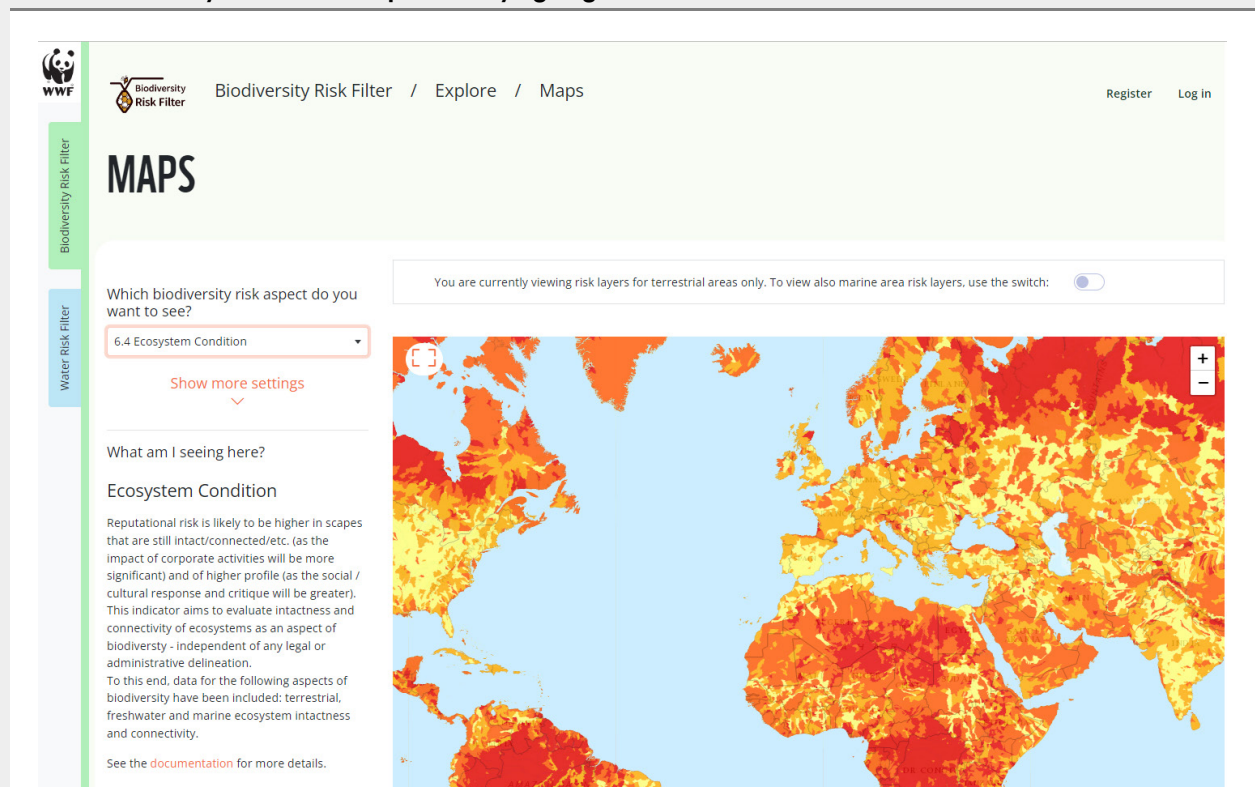 WWF
Biodiversity
Risk Filter
Biodiversity Risk Filter / Explore / Maps
Register Log in
Biodiversity Risk Filter
Water Risk Filter
MAPS
Which biodiversity risk aspect do you
want to see?
6.4 Ecosystem Condition
Show more settings
What am I seeing here?
Ecosystem Condition
Reputational risk is likely to be higher in scapes
that are still intact/connected/etc. (as the
impact of corporate activities will be more
significant) and of higher profile (as the social /
cultural response and critique will be greater).
This indicator aims to evaluate intactness and
connectivity of ecosystems as an aspect of
biodiversty - independent of any legal or
administrative delineation.
To this end, data for the following aspects of
biodiversity have been included: terrestrial,
freshwater and marine ecosystem intactness
and connectivity.
See the documentation for more details.
You are currently viewing risk layers for terrestrial areas only. To view also marine area risk layers, use the switch:
+
−